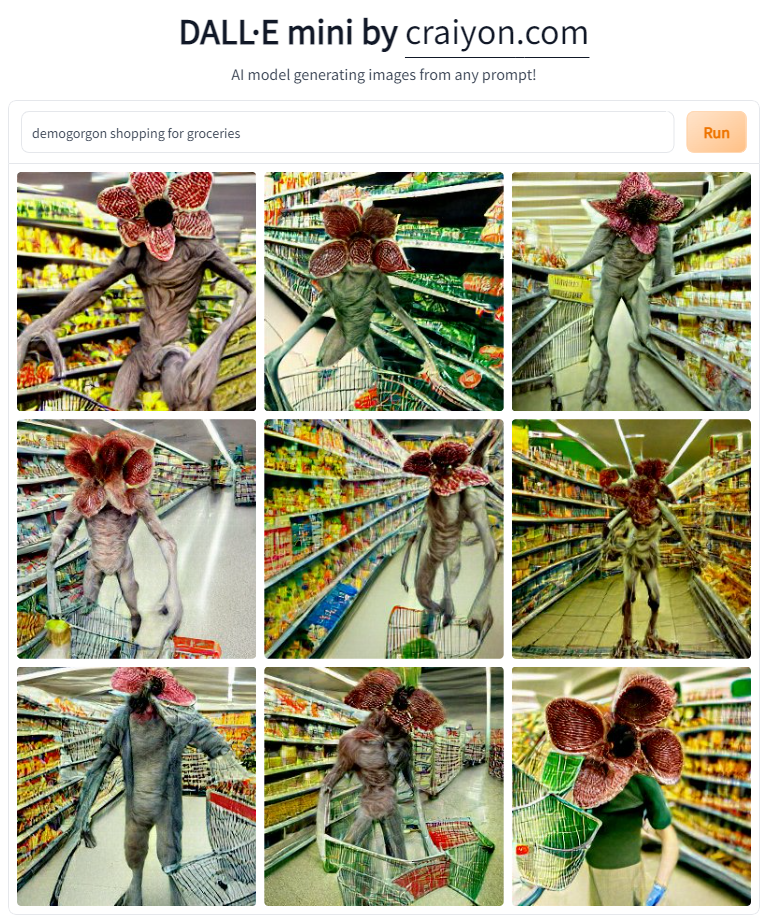 DALL·E mini by craiyon.com
AI model generating images from any prompt!
demogorgon shopping for groceries
Run